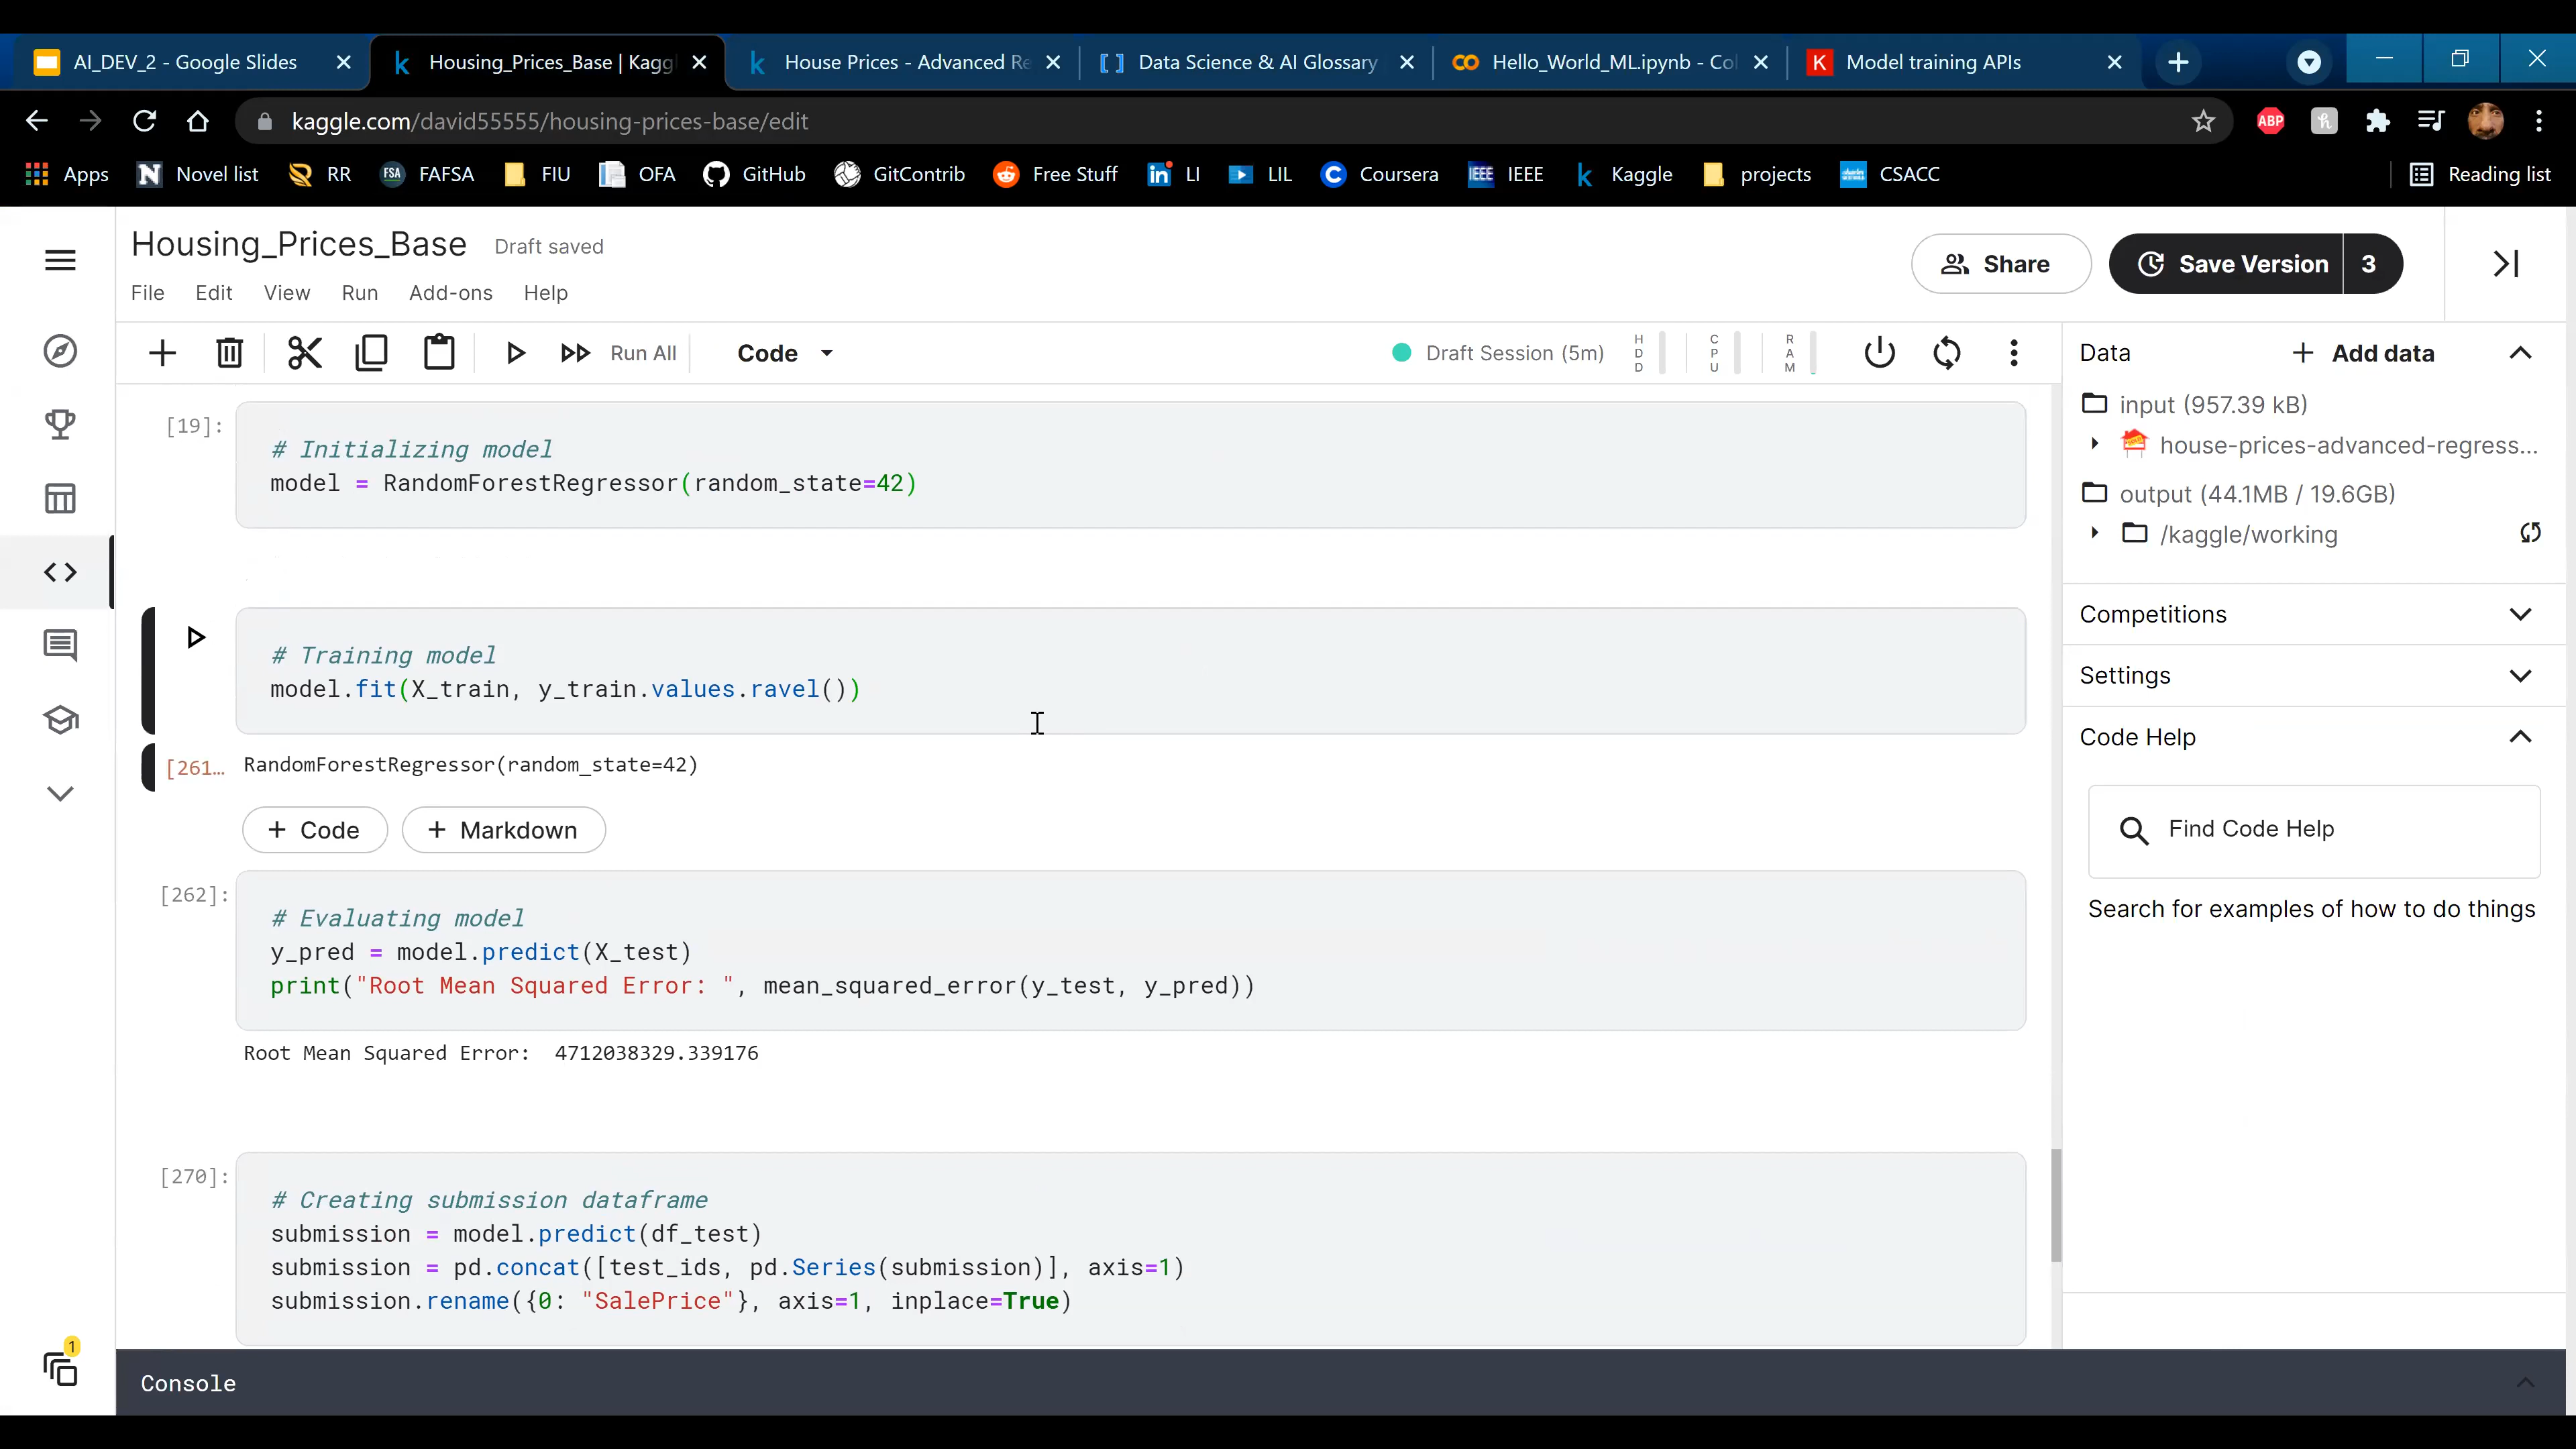 AI_DEV_2 - Google Slides
Housing_Prices_Base | Kagg
House Prices - Advanced Re
Data Science & AI Glossary
Hello_World_ML.ipynb - Col
Model training APIs
kaggle.com/david55555/housing-prices-base/edit
ABP
Apps
Novel list
RR
FSA
FAFSA
FIU
OFA
GitHub
GitContrib
Free Stuff
LI
LIL
Coursera
IEEE
IEEE
Kaggle
projects
CSACC
Reading list
Housing_Prices_Base
Draft saved
File
Edit
View
Run
Add-ons
Help
Share
Save Version
3
Run All
Code
Draft Session (5m)
HDD
CPU
RAM
Data
+ Add data
input (957.39 kB)
house-prices-advanced-regress...
output (44.1MB / 19.6GB)
/kaggle/working
Competitions
Settings
Code Help
Find Code Help
Search for examples of how to do things
[19]:
# Initializing model
model = RandomForestRegressor(random_state=42)
# Training model
model.fit(X_train, y_train.values.ravel())
[261...
RandomForestRegressor(random_state=42)
+ Code
+ Markdown
[262]:
# Evaluating model
y_pred = model.predict(X_test)
print("Root Mean Squared Error: ", mean_squared_error(y_test, y_pred))
Root Mean Squared Error:  4712038329.339176
[270]:
# Creating submission dataframe
submission = model.predict(df_test)
submission = pd.concat([test_ids, pd.Series(submission)], axis=1)
submission.rename({0: "SalePrice"}, axis=1, inplace=True)
1
Console